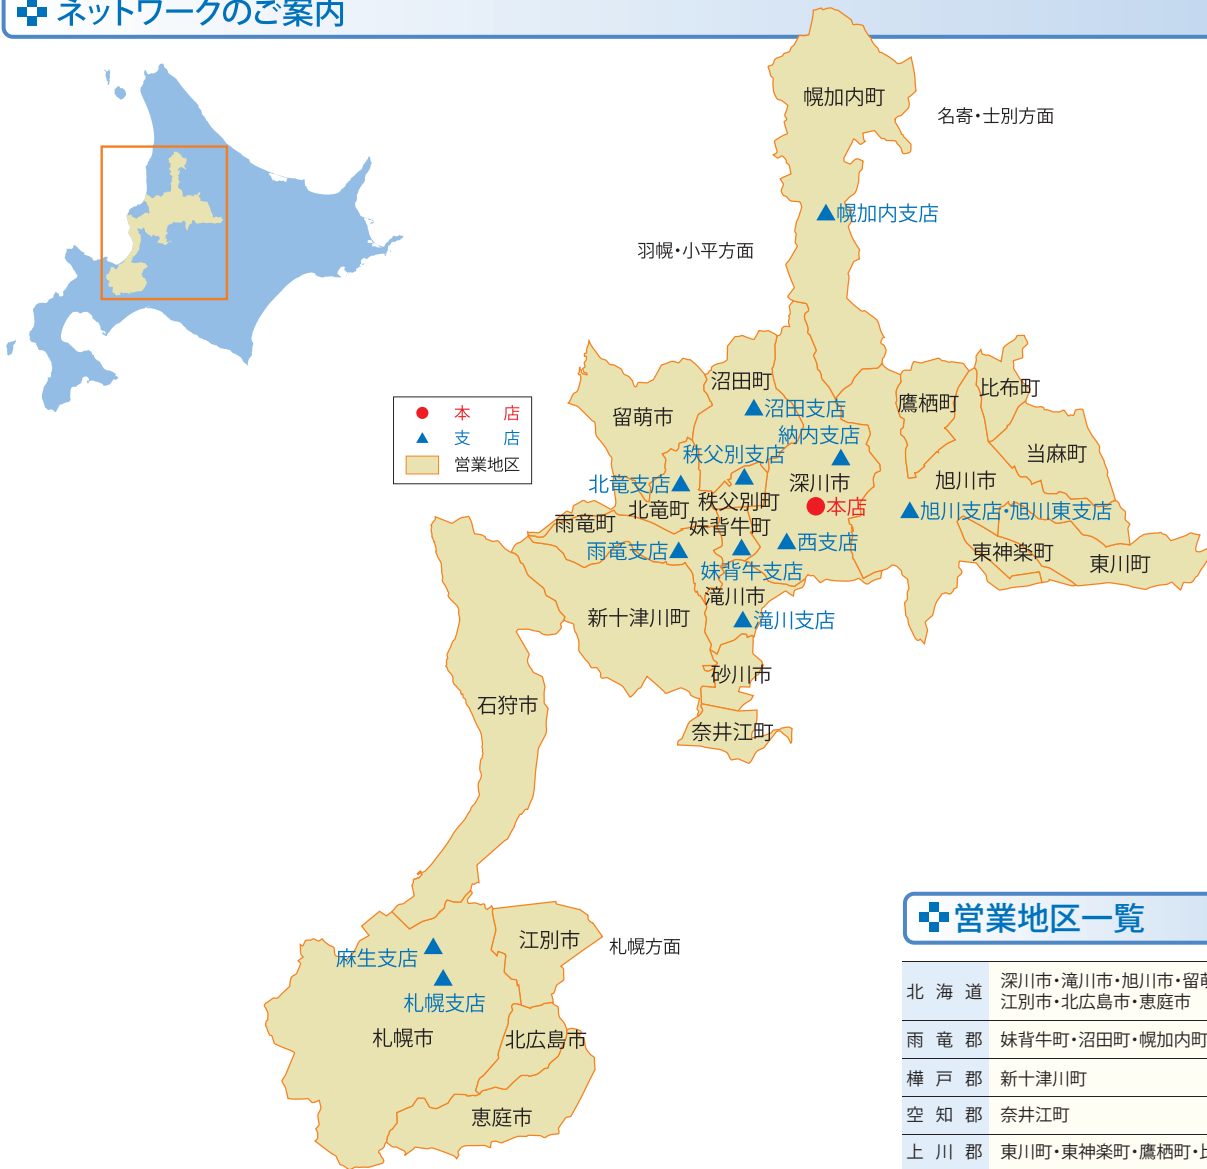 ネットワークのご案内
幌加内町
名寄・士別方面
幌加内支店
羽幌・小平方面
沼田町
比布町
鷹栖町
本　店
支　店
営業地区
留萌市
沼田支店
納内支店
当麻町
秩父別支店
深川市
旭川市
北竜支店
秩父別町
本店
北竜町
旭川支店・旭川東支店
雨竜町
妹背牛町
雨竜支店
西支店
東神楽町
東川町
妹背牛支店
滝川市
新十津川町
滝川支店
砂川市
石狩市
奈井江町
営業地区一覧
江別市
札幌方面
麻生支店
札幌支店
札幌市
北広島市
恵庭市
北海道
深川市・滝川市・旭川市・留萌
江別市・北広島市・恵庭市
雨竜郡
妹背牛町・沼田町・幌加内町
樺戸郡
新十津川町
空知郡
奈井江町
上川郡
東川町・東神楽町・鷹栖町・比